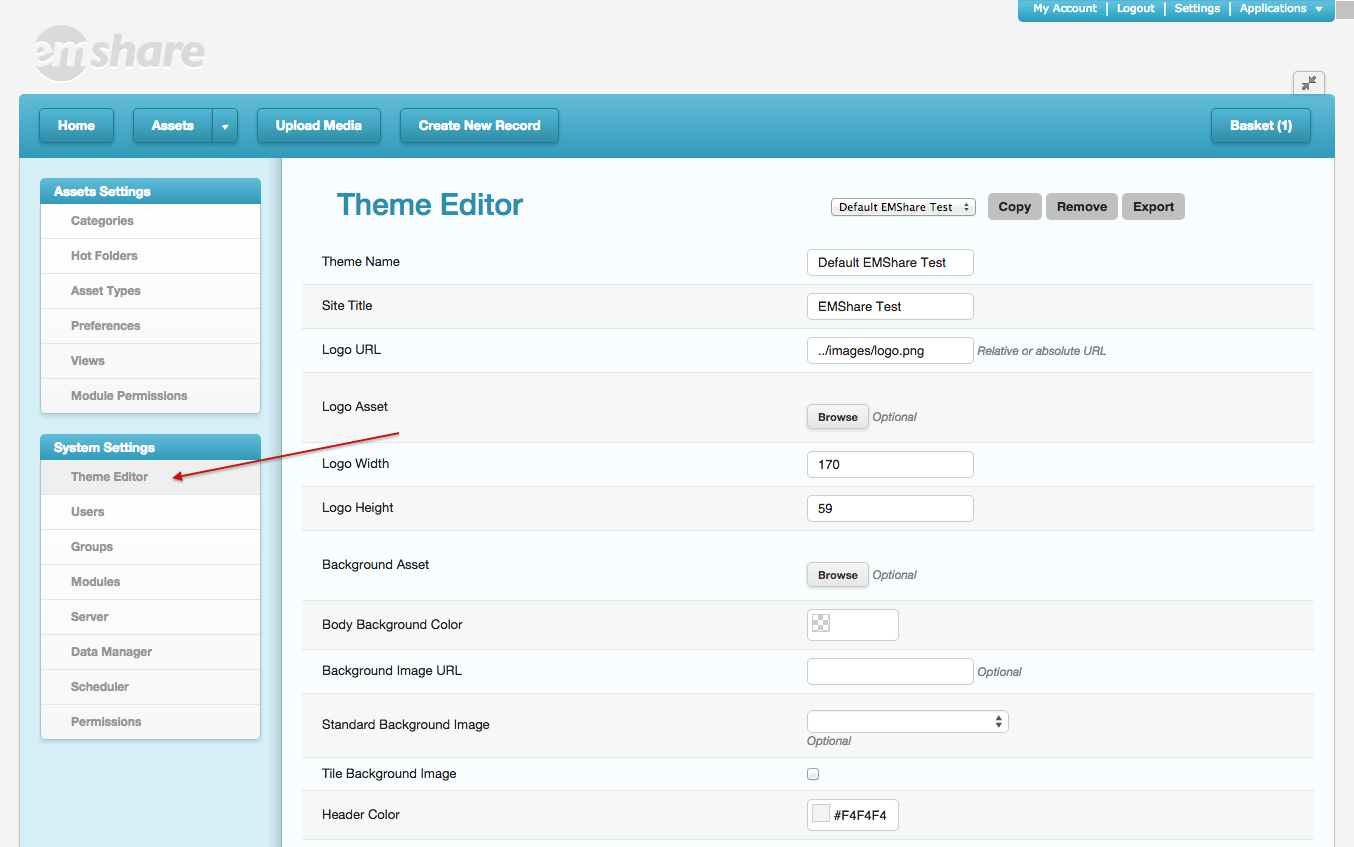 My Account | Logout | Settings | Applications
emshare
Home Assets Upload Media Create New Record Basket (1)
Assets Settings
Categories
Hot Folders
Asset Types
Preferences
Views
Module Permissions
System Settings
Theme Editor
Users
Groups
Modules
Server
Data Manager
Scheduler
Permissions
Theme Editor Default EMShare Test Copy Remove Export
Theme Name Default EMShare Test
Site Title EMShare Test
Logo URL ../images/logo.png Relative or absolute URL
Logo Asset Browse Optional
Logo Width 170
Logo Height 59
Background Asset Browse Optional
Body Background Color
Background Image URL Optional
Standard Background Image
Optional
Tile Background Image
Header Color #F4F4F4